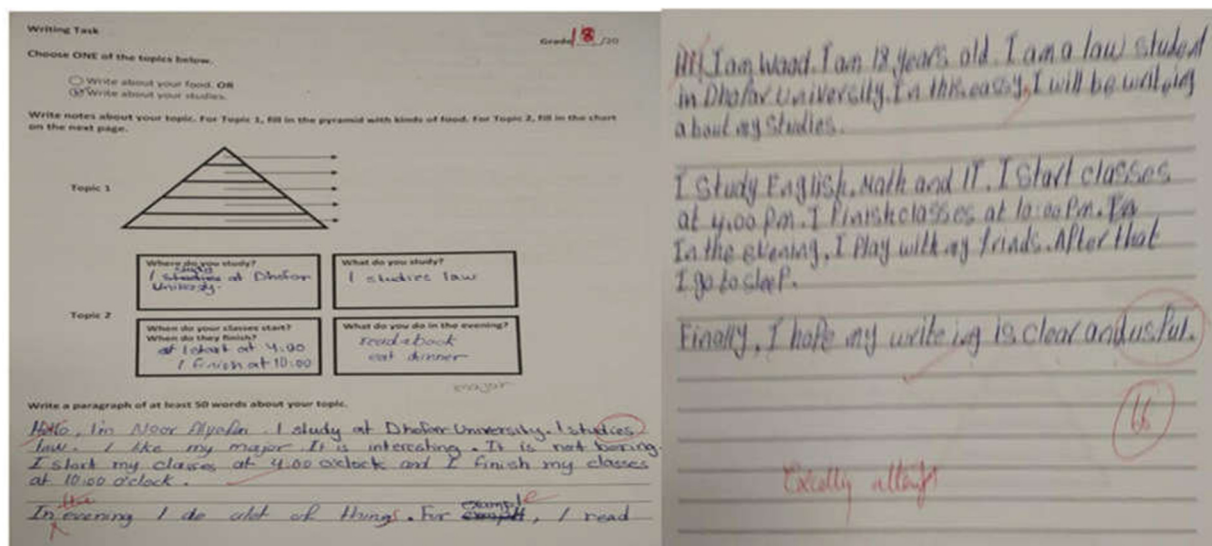 Writing Task
Grade 18 /20
Choose ONE of the topics below.
Write about your food. OR
Write about your studies.
Write notes about your topic. For Topic 1, fill in the pyramid with kinds of food. For Topic 2, fill in the chart
on the next page.
Topic 1
Where do you study?
I study at Dhofar
University.
What do you study?
I studies law
Topic 2
When do your classes start?
When do they finish?
at I start at 4.00
I finish at 10:00
What do you do in the evening?
read a book
eat dinner
major
Write a paragraph of at least 50 words about your topic.
Hello, I'm Noor I study at Dhofar University. I studies
law. I like my major. It is interesting. It is not boring.
I start my classes at 4.00 o'clock and I finish my classes
at 10:00 o'clock.
the
In evening I do alot of things. For example, I read
Hi! I am Waad. I am 18 years old. I am a law student
in Dhofar University. In this eassy, I will be writeing
about my Studies.
I Study English, Math and IT. I Start classes
at 4:00 Pm. I Finish classes at 10:00 Pm.
In the evening, I Play with my frinds. After that
I go to sleep.
Finally, I hope my writeing is clear and usful.
66